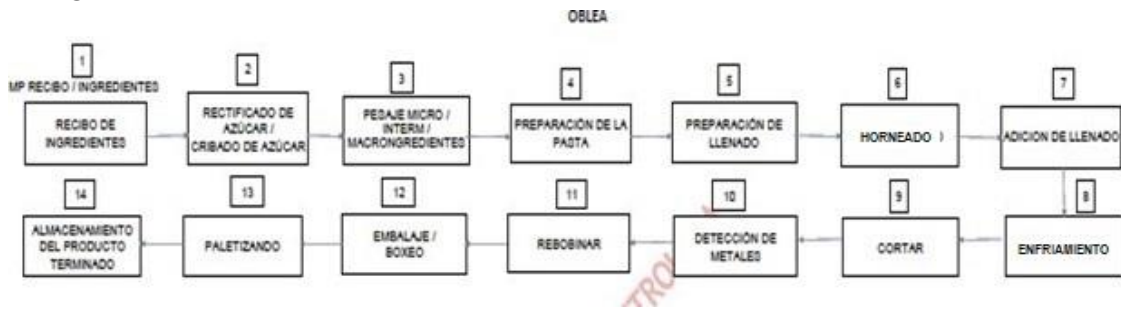 OBLEA
1
MP RECIBO / INGREDIENTES
RECIBO DE
INGREDIENTES
2
RECTIFICADO DE
AZÚCAR /
CRIBADO DE AZÚCAR
3
PESAJE MICRO /
INTERM /
MACROINGREDIENTES
4
PREPARACIÓN DE LA
PASTA
5
PREPARACIÓN DE
LLENADO
6
HORNEADO )
7
ADICION DE LLENADO
8
ENFRIAMIENTO
9
CORTAR
10
DETECCIÓN DE
METALES
11
REBOBINAR
12
EMBALAJE /
BOXEO
13
PALETIZANDO
14
ALMACENAMIENTO
DEL PRODUCTO
TERMINADO